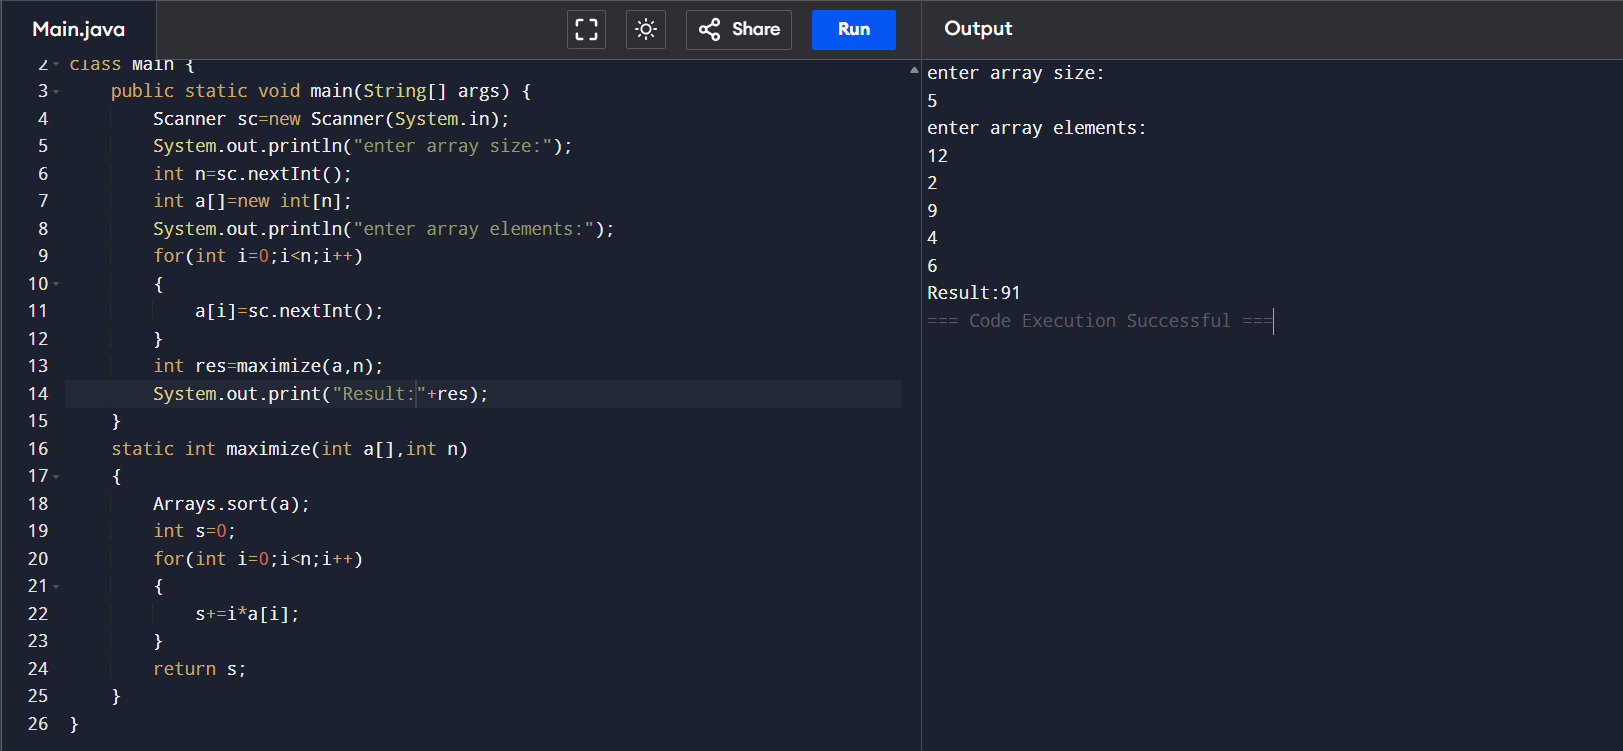 Main.java
Share
Run
Output
2 class Main {
3 public static void main(String[] args) {
4 Scanner sc=new Scanner(System.in);
5 System.out.println("enter array size:");
6 int n=sc.nextInt();
7 int a[]=new int[n];
8 System.out.println("enter array elements:");
9 for(int i=0;i<n;i++)
10 {
11 a[i]=sc.nextInt();
12 }
13 int res=maximize(a,n);
14 System.out.print("Result:"+res);
15 }
16 static int maximize(int a[],int n)
17 {
18 Arrays.sort(a);
19 int s=0;
20 for(int i=0;i<n;i++)
21 {
22 s+=i*a[i];
23 }
24 return s;
25 }
26 }
enter array size:
5
enter array elements:
12
2
9
4
6
Result:91
=== Code Execution Successful ===